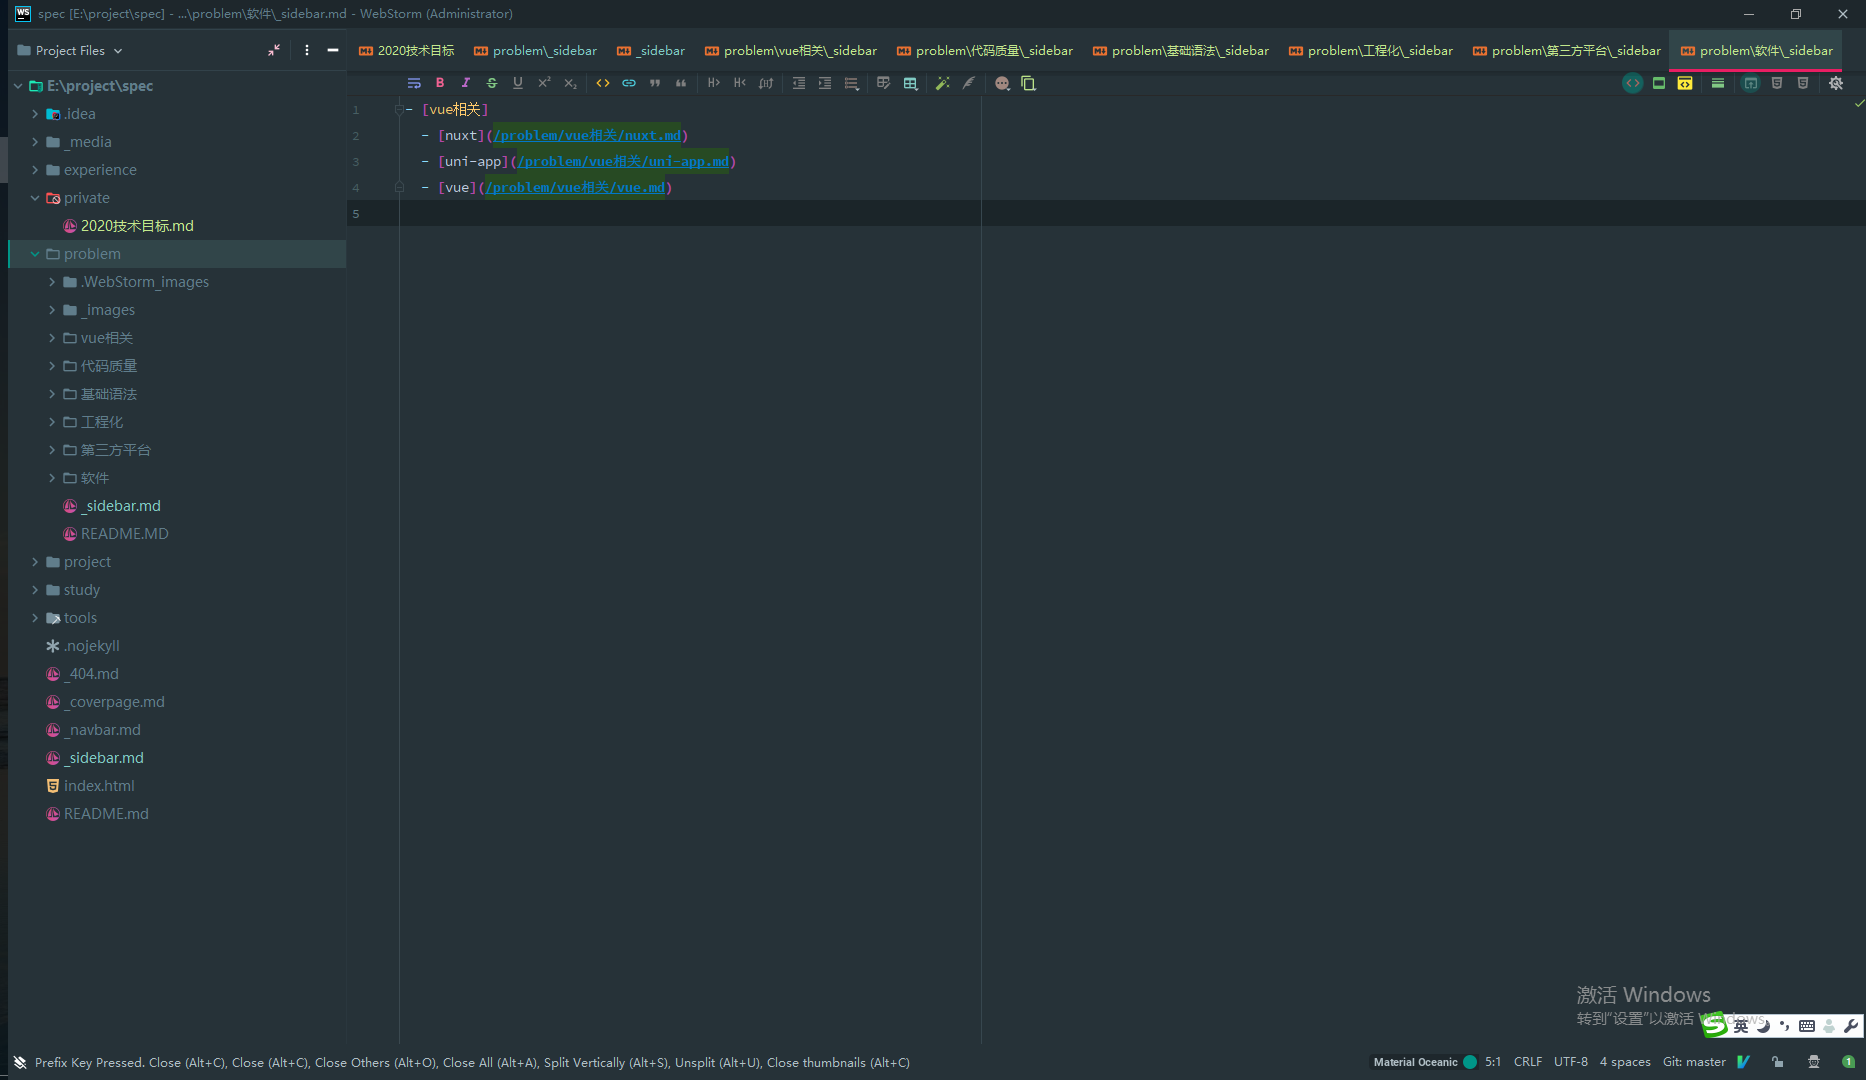 spec [E:\project\spec] - ...\problem\软件\_sidebar.md - WebStorm (Administrator)
Project Files
2020技术目标
problem\_sidebar
_sidebar
problem\vue相关\_sidebar
problem\代码质量\_sidebar
problem\基础语法\_sidebar
problem\工程化\_sidebar
problem\第三方平台\_sidebar
problem\软件\_sidebar
E:\project\spec
.idea
_media
experience
private
2020技术目标.md
problem
.WebStorm_images
_images
vue相关
代码质量
基础语法
工程化
第三方平台
软件
_sidebar.md
README.MD
project
study
tools
.nojekyll
_404.md
_coverpage.md
_navbar.md
_sidebar.md
index.html
README.md
1 - [vue相关]
2 - [nuxt](/problem/vue相关/nuxt.md)
3 - [uni-app](/problem/vue相关/uni-app.md)
4 - [vue](/problem/vue相关/vue.md)
5
激活 Windows
转到"设置"以激活 Windows。
英
Prefix Key Pressed. Close (Alt+C), Close (Alt+C), Close Others (Alt+O), Close All (Alt+A), Split Vertically (Alt+S), Unsplit (Alt+U), Close thumbnails (Alt+C)
Material Oceanic 5:1 CRLF UTF-8 4 spaces Git: master 1